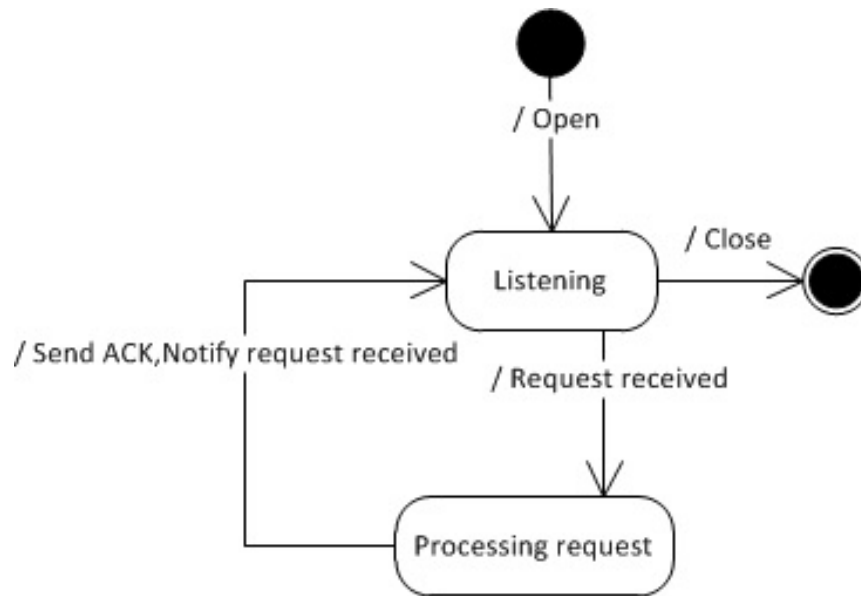 / Open
/ Close
Listening
/ Send ACK,Notify request received
/ Request received
Processing request